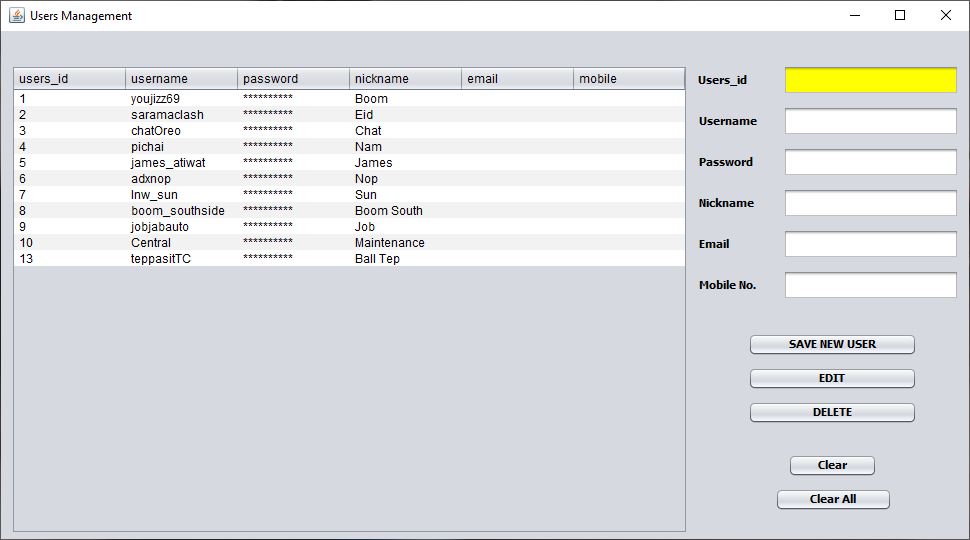 Users Management
users_id username password nickname email mobile
1 youjizz69 ********** Boom
2 saramaclash ********** Eid
3 chatOreo ********** Chat
4 pichai ********** Nam
5 james_atiwat ********** James
6 adxnop ********** Nop
7 lnw_sun ********** Sun
8 boom_southside ********** Boom South
9 jobjabauto ********** Job
10 Central ********** Maintenance
13 teppasitTC ********** Ball Tep
Users_id
Username
Password
Nickname
Email
Mobile No.
SAVE NEW USER
EDIT
DELETE
Clear
Clear All